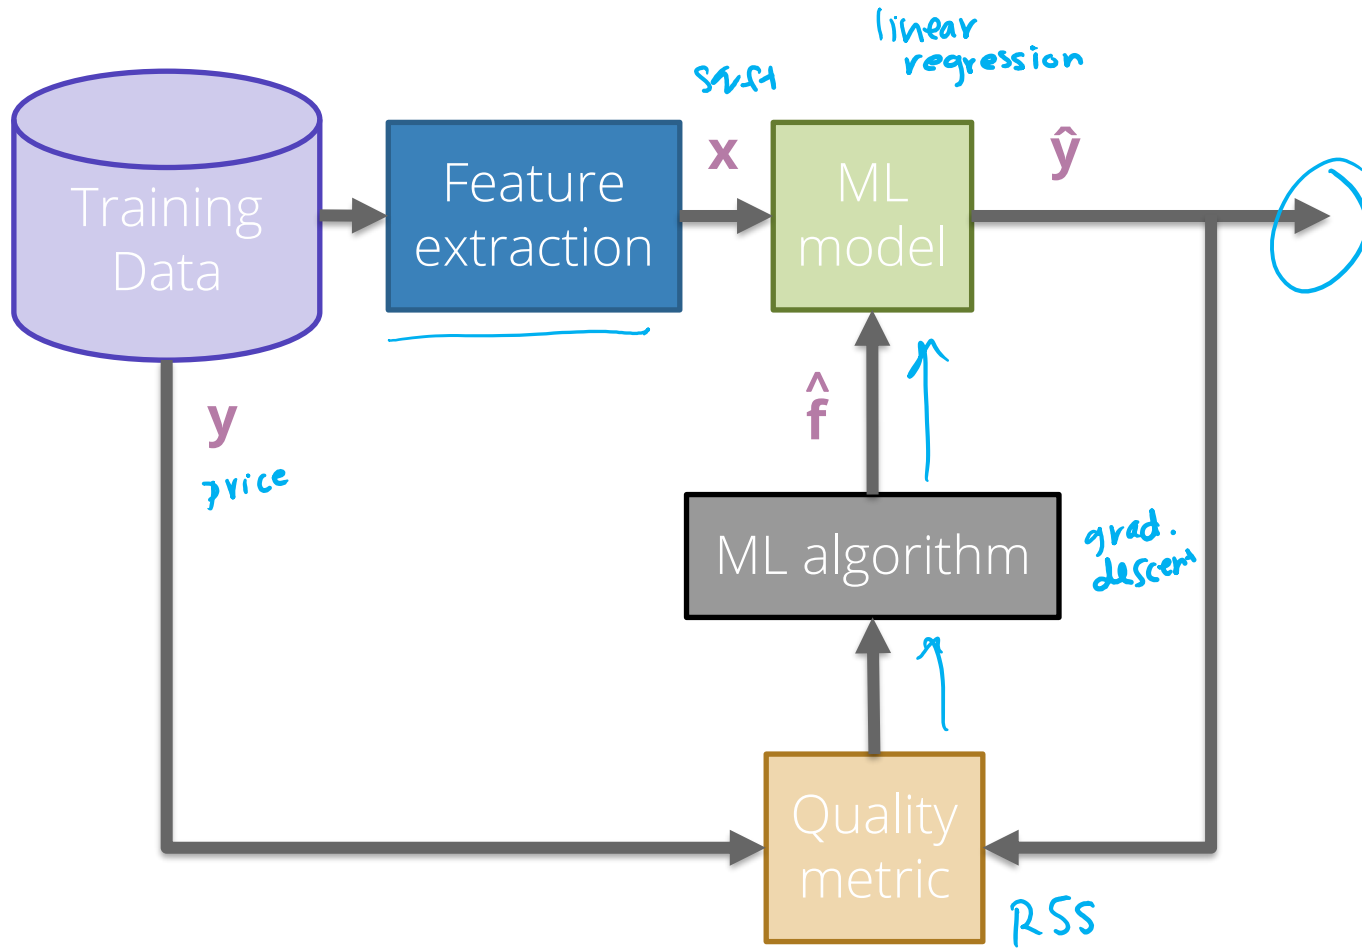 linear
regression
sqft
x
ŷ
Training
Data
Feature
extraction
ML
model
y
price
f̂
ML algorithm
grad.
descent
Quality
metric
RSS